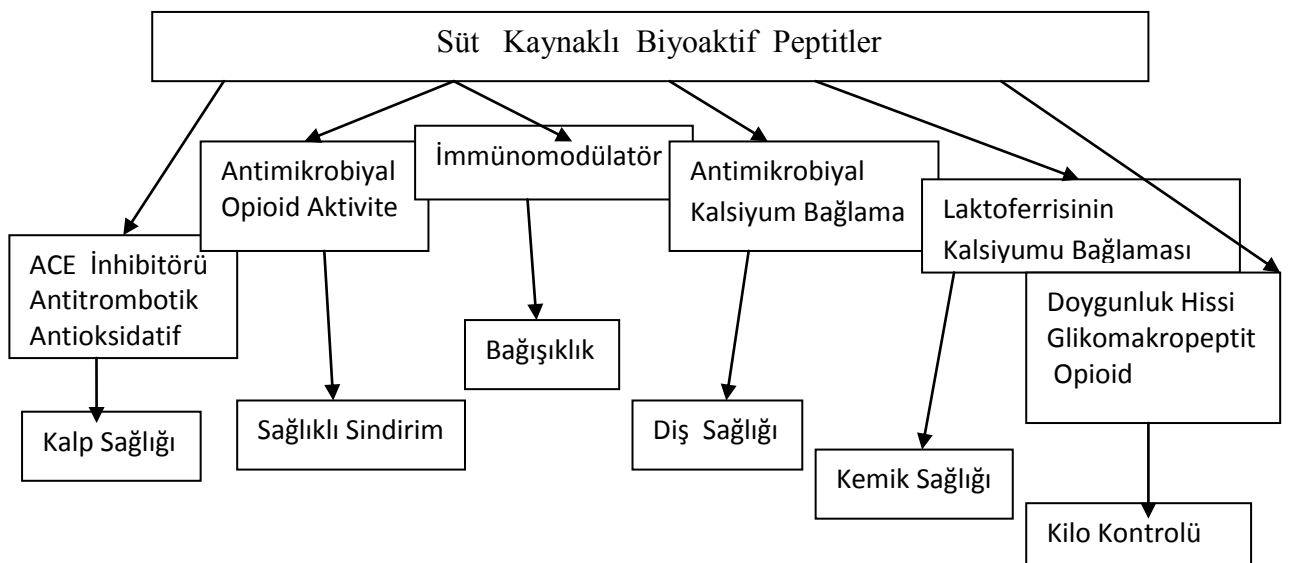 Süt Kaynaklı Biyoaktif Peptitler
ACE İnhibitörü
Antitrombotik
Antioksidatif
Kalp Sağlığı
Antimikrobiyal
Opioid Aktivite
Sağlıklı Sindirim
İmmünomodülatör
Bağışıklık
Antimikrobiyal
Kalsiyum Bağlama
Diş Sağlığı
Laktoferrisinin
Kalsiyumu Bağlaması
Kemik Sağlığı
Doygunluk Hissi
Glikomakropeptit
Opioid
Kilo Kontrolü